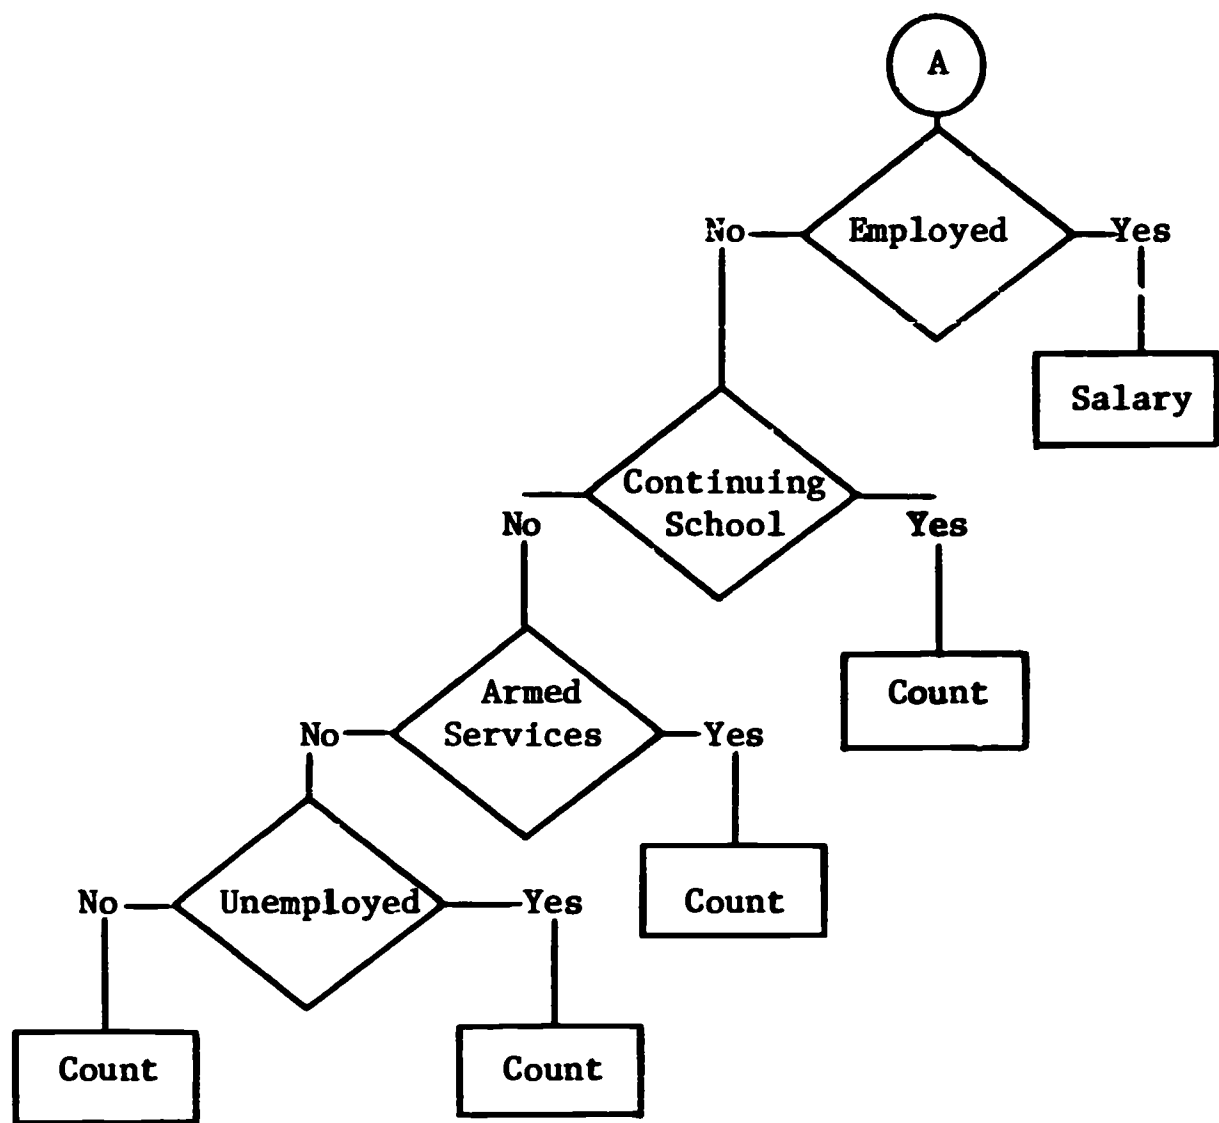 A
No Employed Yes
Salary
Continuing
School
No Yes
Armed
Services
No Yes
Count
Unemployed
No Yes
Count
Count
Count